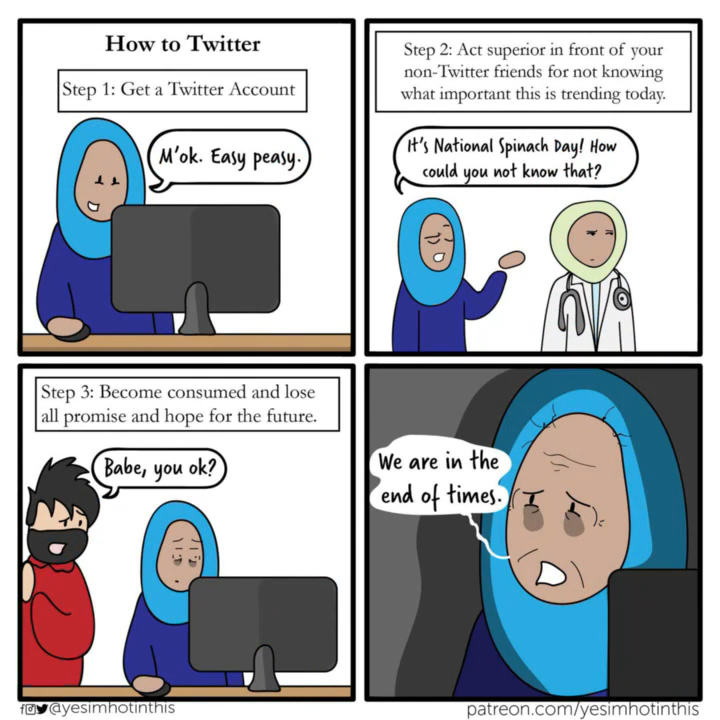 How to Twitter
Step 1: Get a Twitter Account
M'ok. Easy peasy.
Step 2: Act superior in front of your
non-Twitter friends for not knowing
what important this is trending today.
It's National Spinach Day! How
could you not know that?
Step 3: Become consumed and lose
all promise and hope for the future.
Babe, you ok?
We are in the
end of times.
@yesimhotinthis
patreon.com/yesimhotinthis